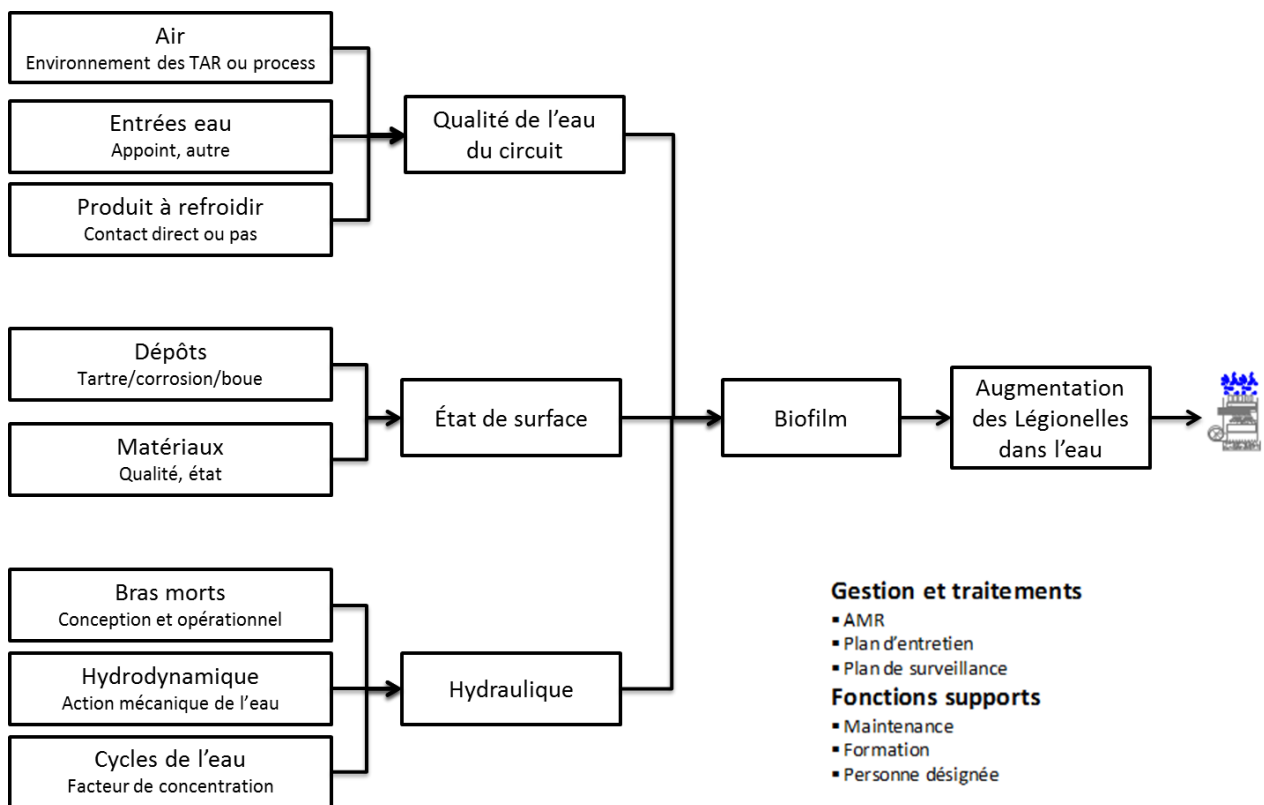 Air
Environnement des TAR ou process
Entrées eau
Appoint, autre
Produit à refroidir
Contact direct ou pas
Qualité de l'eau
du circuit
Dépôts
Tartre/corrosion/boue
Matériaux
Qualité, état
État de surface
Biofilm
Augmentation
des Légionelles
dans l'eau
Bras morts
Conception et opérationnel
Hydrodynamique
Action mécanique de l'eau
Cycles de l'eau
Facteur de concentration
Hydraulique
Gestion et traitements
▪ AMR
▪ Plan d'entretien
▪ Plan de surveillance
Fonctions supports
▪ Maintenance
▪ Formation
▪ Personne désignée